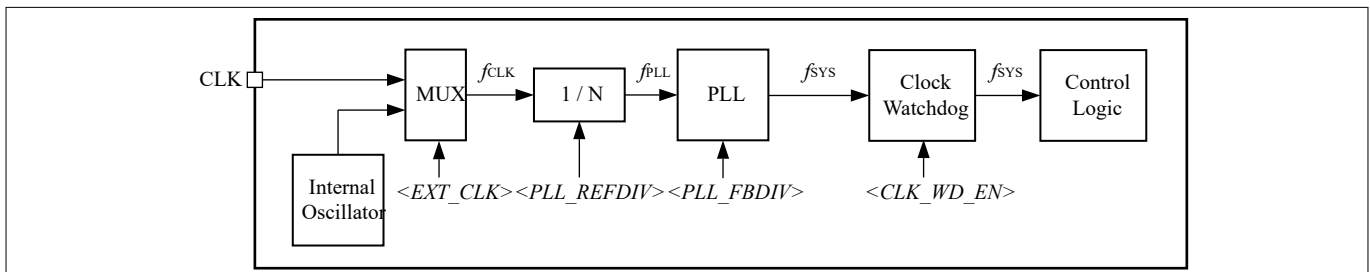 CLK
MUX
fCLK
1 / N
fPLL
PLL
fSYS
Clock
Watchdog
fSYS
Control
Logic
Internal
Oscillator
<EXT_CLK>
<PLL_REFDIV>
<PLL_FBDIV>
<CLK_WD_EN>